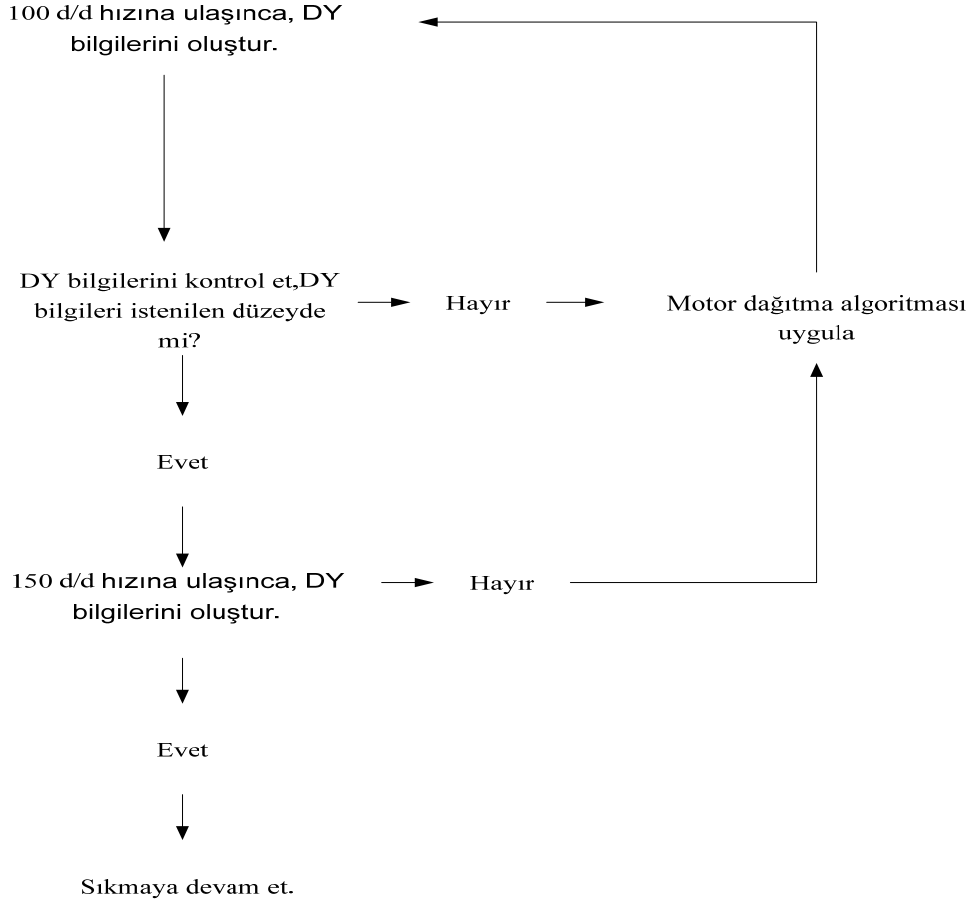 100 d/d hızına ulaşınca, DY
bilgilerini oluştur.
DY bilgilerini kontrol et,DY
bilgileri istenilen düzeyde
mi?
Hayır
Motor dağıtma algoritması
uygula
Evet
150 d/d hızına ulaşınca, DY
bilgilerini oluştur.
Hayır
Evet
Sıkmaya devam et.